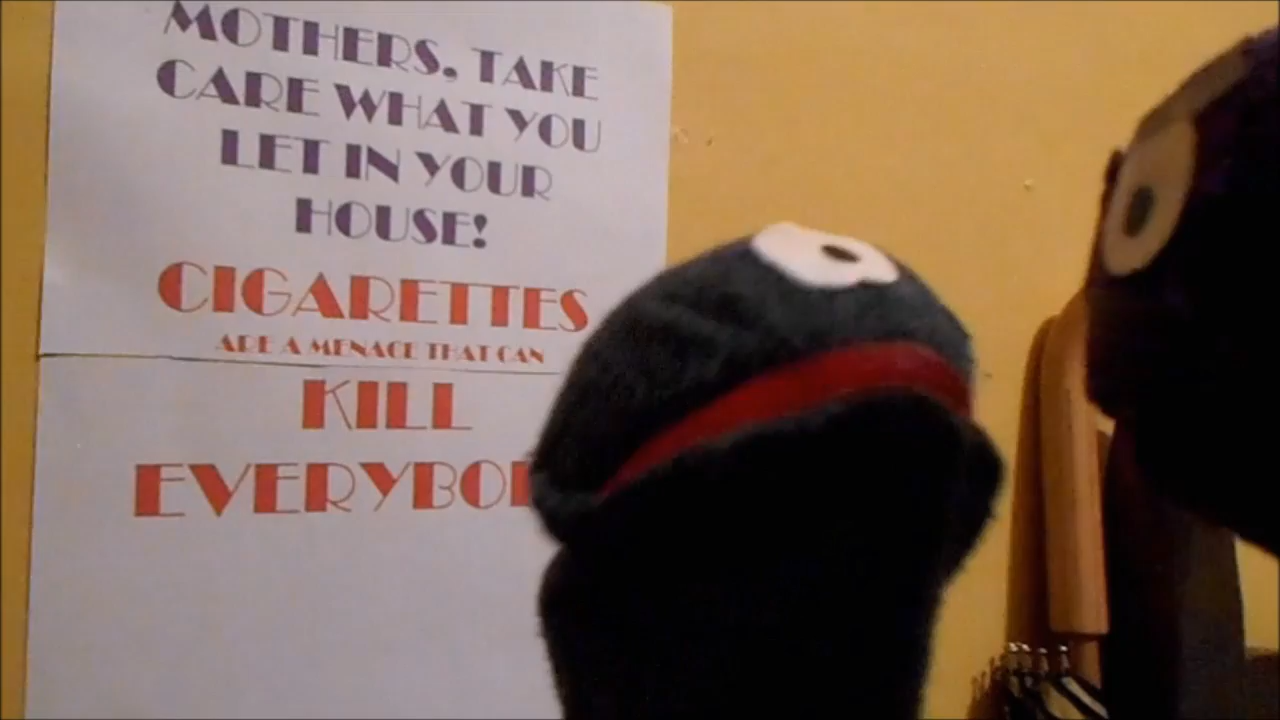 MOTHERS, TAKE
CARE WHAT YOU
LET IN YOUR
HOUSE!
CIGARETTES
ARE A MENACE THAT CAN
KILL